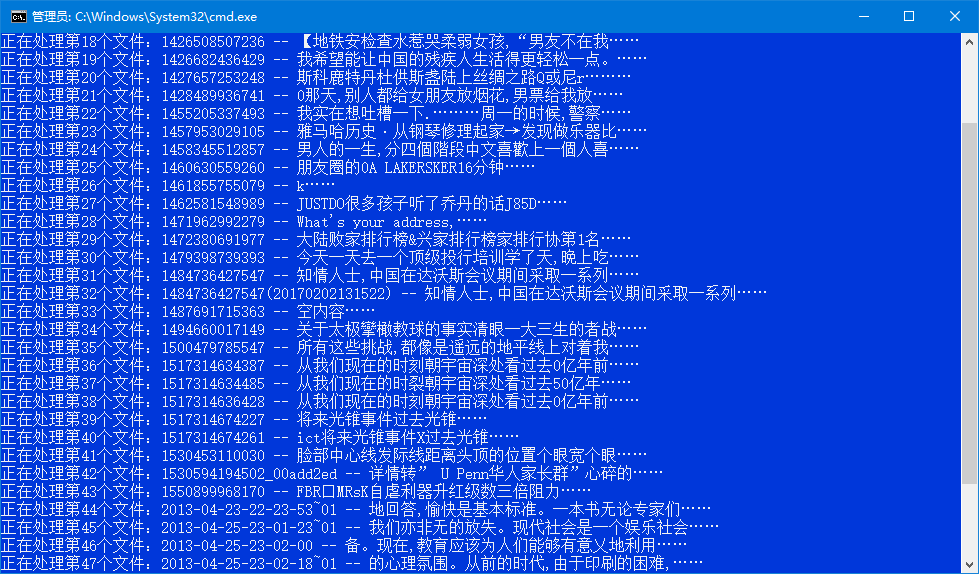 管理员: C:\Windows\System32\cmd.exe
正在处理第18个文件：1426508507236 -- 【地铁安检查水惹哭柔弱女孩,“男友不在我……
正在处理第19个文件：1426682436429 -- 我希望能让中国的残疾人生活得更轻松一点。……
正在处理第20个文件：1427657253248 -- 斯科鹿特丹杜供斯盏陆上丝绸之路Q或尼r………
正在处理第21个文件：1428489936741 -- 0那天,别人都给女朋友放烟花,男票给我放……
正在处理第22个文件：1455205337493 -- 我实在想吐槽一下.………周一的时候,警察……
正在处理第23个文件：1457953029105 -- 雅马哈历史·从钢琴修理起家→发现做乐器比……
正在处理第24个文件：1458345512857 -- 男人的一生,分四個階段中文喜歡上一個人喜……
正在处理第25个文件：1460630559260 -- 朋友圈的0A LAKERSKER16分钟……
正在处理第26个文件：1461855755079 -- k……
正在处理第27个文件：1462581548989 -- JUSTDO很多孩子听了乔丹的话J85D……
正在处理第28个文件：1471962992279 -- What's your address,……
正在处理第29个文件：1472380691977 -- 大陆败家排行榜&兴家排行榜家排行协第1名……
正在处理第30个文件：1479398739393 -- 今天一天去一个顶级投行培训学了天,晚上吃……
正在处理第31个文件：1484736427547 -- 知情人士,中国在达沃斯会议期间采取一系列……
正在处理第32个文件：1484736427547(20170202131522) -- 知情人士,中国在达沃斯会议期间采取一系列……
正在处理第33个文件：1487691715363 -- 空内容……
正在处理第34个文件：1494660017149 -- 关于太极擎檄教球的事实清眼一大三生的者战……
正在处理第35个文件：1500479785547 -- 所有这些挑战,都像是遥远的地平线上对着我……
正在处理第36个文件：1517314634387 -- 从我们现在的时刻朝宇宙深处看过去0亿年前……
正在处理第37个文件：1517314634485 -- 从我们现在的时裂朝宇宙深处看过去50亿年……
正在处理第38个文件：1517314636428 -- 从我们现在的时刻朝宇宙深处看过去0亿年前……
正在处理第39个文件：1517314674227 -- 将来光锥事件过去光锥……
正在处理第40个文件：1517314674261 -- ict将来光锥事件X过去光锥……
正在处理第41个文件：1530453110030 -- 脸部中心线发际线距离头顶的位置个眼宽个眼……
正在处理第42个文件：1530594194502_00add2ed -- 详情转” U Penn华人家长群”心碎的……
正在处理第43个文件：1550899968170 -- FBR口MRsK自虐利器升红级数三倍阻力……
正在处理第44个文件：2013-04-23-22-23-53~01 -- 地回答,愉快是基本标准。一本书无论专家们……
正在处理第45个文件：2013-04-25-23-01-23~01 -- 我们亦非无的放失。现代社会是一个娱乐社会……
正在处理第46个文件：2013-04-25-23-02-00 -- 备。现在,教育应该为人们能够有意义地利用……
正在处理第47个文件：2013-04-25-23-02-18~01 -- 的心理氛围。从前的时代,由于印刷的困难,……